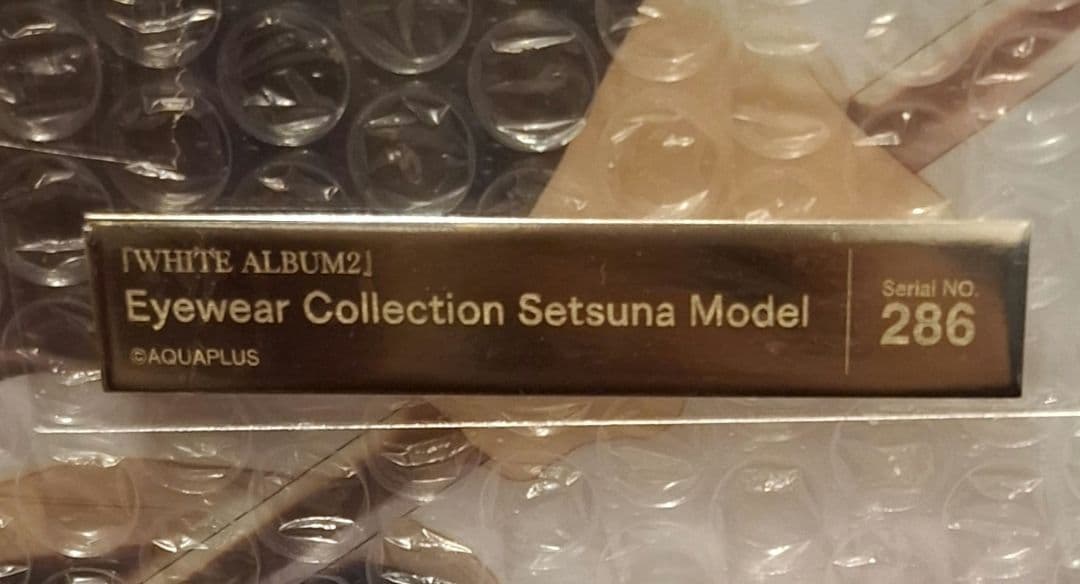 「WHITE ALBUM2」
Eyewear Collection Setsuna Model
©AQUAPLUS
Serial NO.
286